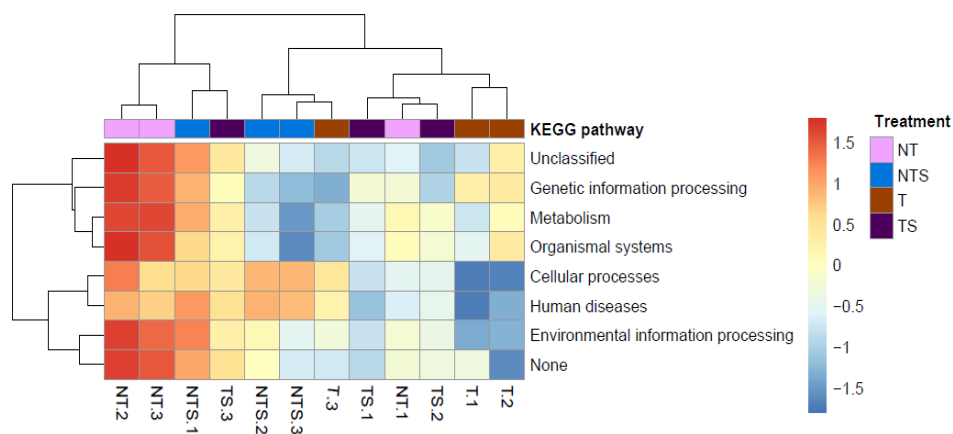 KEGG pathway
Unclassified
Genetic information processing
Metabolism
Organismal systems
Cellular processes
Human diseases
Environmental information processing
None
NT.2 NT.3 NTS.1 TS.3 NTS.2 NTS.3 T.3 TS.1 NT.1 TS.2 T.1 T.2
1.5
1
0.5
0
−0.5
−1
−1.5
Treatment
NT
NTS
T
TS